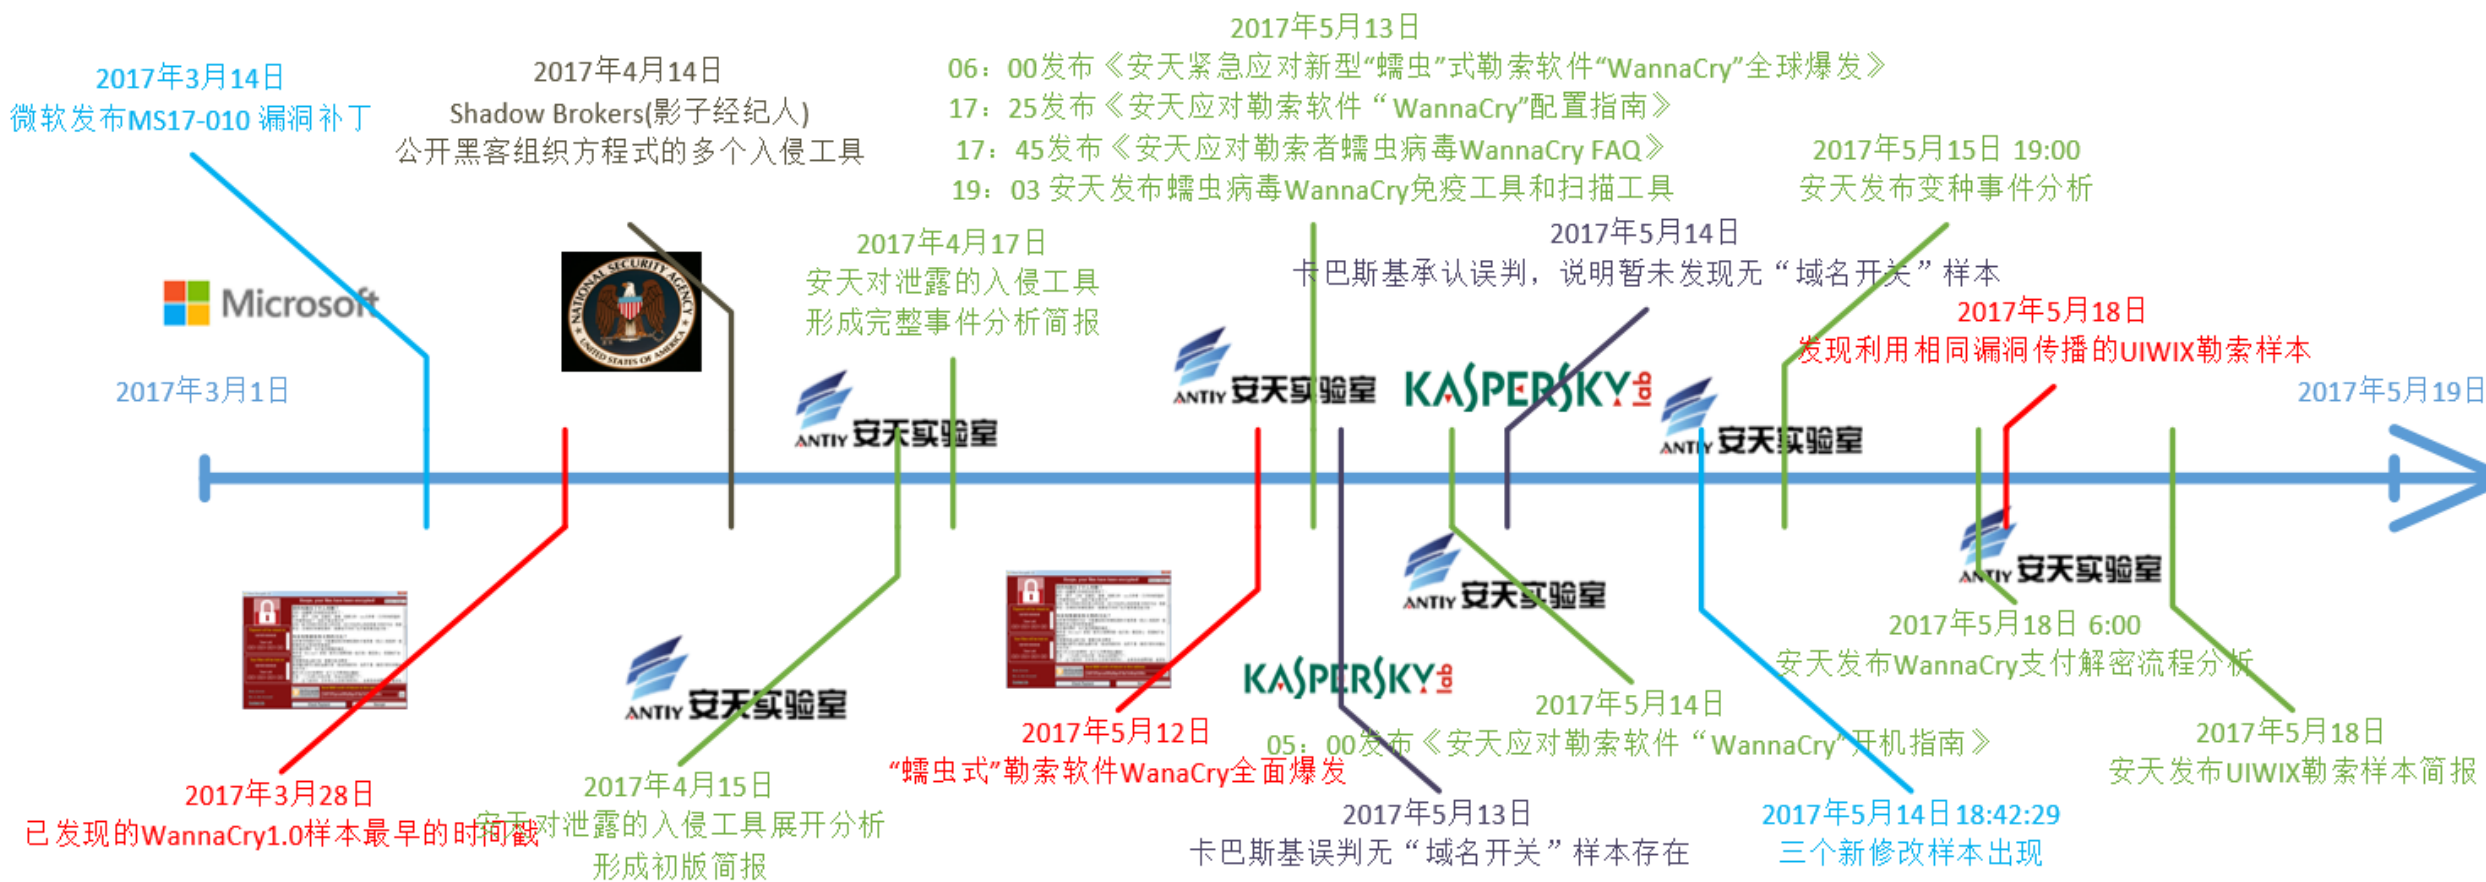 2017年3月14日
微软发布MS17-010 漏洞补丁
2017年4月14日
Shadow Brokers(影子经纪人)
公开黑客组织方程式的多个入侵工具
2017年5月13日
06：00发布《安天紧急应对新型“蠕虫”式勒索软件“WannaCry”全球爆发》
17：25发布《安天应对勒索软件“WannaCry”配置指南》
17：45发布《安天应对勒索者蠕虫病毒WannaCry FAQ》
19：03 安天发布蠕虫病毒WannaCry免疫工具和扫描工具
2017年5月15日 19:00
安天发布变种事件分析
2017年4月17日
安天对泄露的入侵工具
形成完整事件分析简报
2017年5月14日
卡巴斯基承认误判，说明暂未发现无“域名开关”样本
2017年5月18日
发现利用相同漏洞传播的UIWIX勒索样本
Microsoft
NATIONAL SECURITY AGENCY
UNITED STATES OF AMERICA
2017年3月1日
2017年5月19日
ANTIY 安天实验室
ANTIY 安天实验室
KASPERSKY lab
ANTIY 安天实验室
ANTIY 安天实验室
ANTIY 安天实验室
ANTIY 安天实验室
KASPERSKY lab
2017年3月28日
已发现的WannaCry1.0样本最早的时间戳
2017年4月15日
安天对泄露的入侵工具展开分析
形成初版简报
2017年5月12日
“蠕虫式”勒索软件WanaCry全面爆发
2017年5月14日
05：00发布《安天应对勒索软件“WannaCry”开机指南》
2017年5月13日
卡巴斯基误判无“域名开关”样本存在
2017年5月14日18:42:29
三个新修改样本出现
2017年5月18日 6:00
安天发布WannaCry支付解密流程分析
2017年5月18日
安天发布UIWIX勒索样本简报